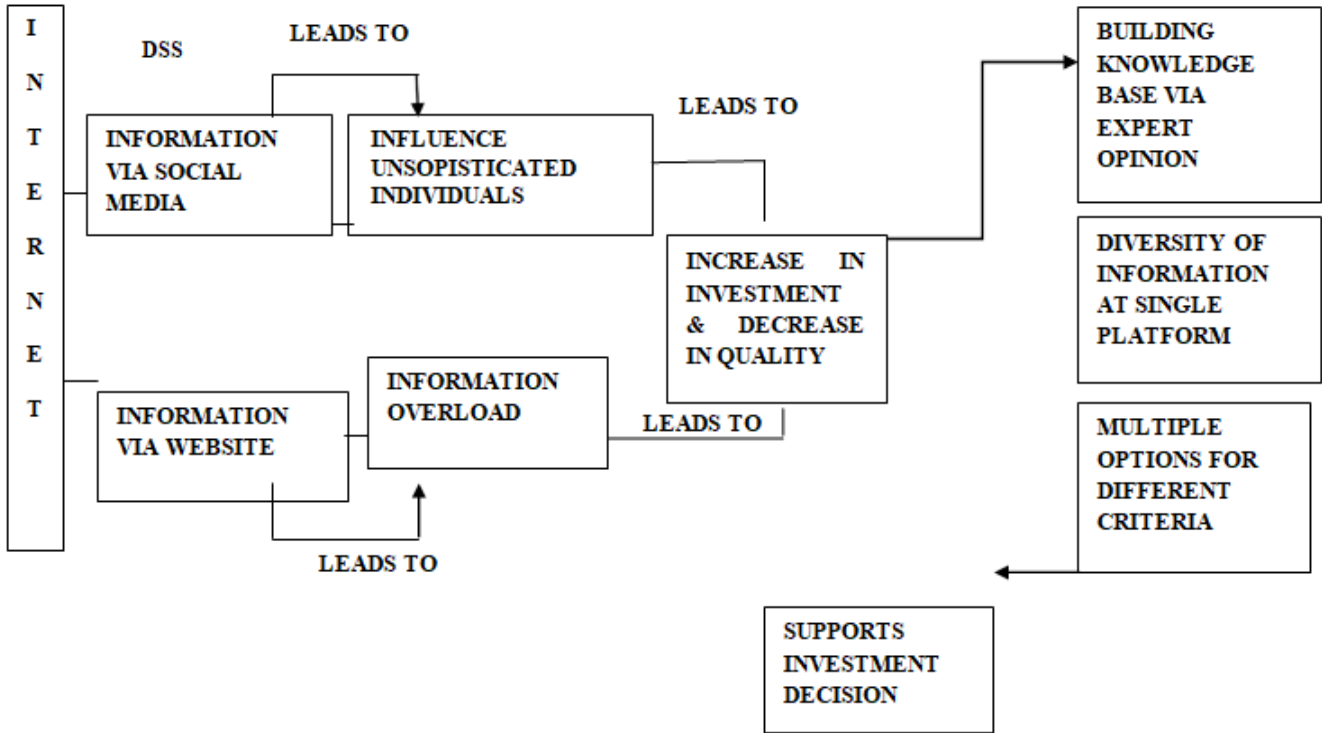 I
N
T
E
R
N
E
T
DSS
LEADS TO
INFORMATION
VIA SOCIAL
MEDIA
INFLUENCE
UNSOPISTICATED
INDIVIDUALS
LEADS TO
INFORMATION
VIA WEBSITE
INFORMATION
OVERLOAD
LEADS TO
LEADS TO
INCREASE IN
INVESTMENT
& DECREASE
IN QUALITY
BUILDING
KNOWLEDGE
BASE VIA
EXPERT
OPINION
DIVERSITY OF
INFORMATION
AT SINGLE
PLATFORM
MULTIPLE
OPTIONS FOR
DIFFERENT
CRITERIA
SUPPORTS
INVESTMENT
DECISION